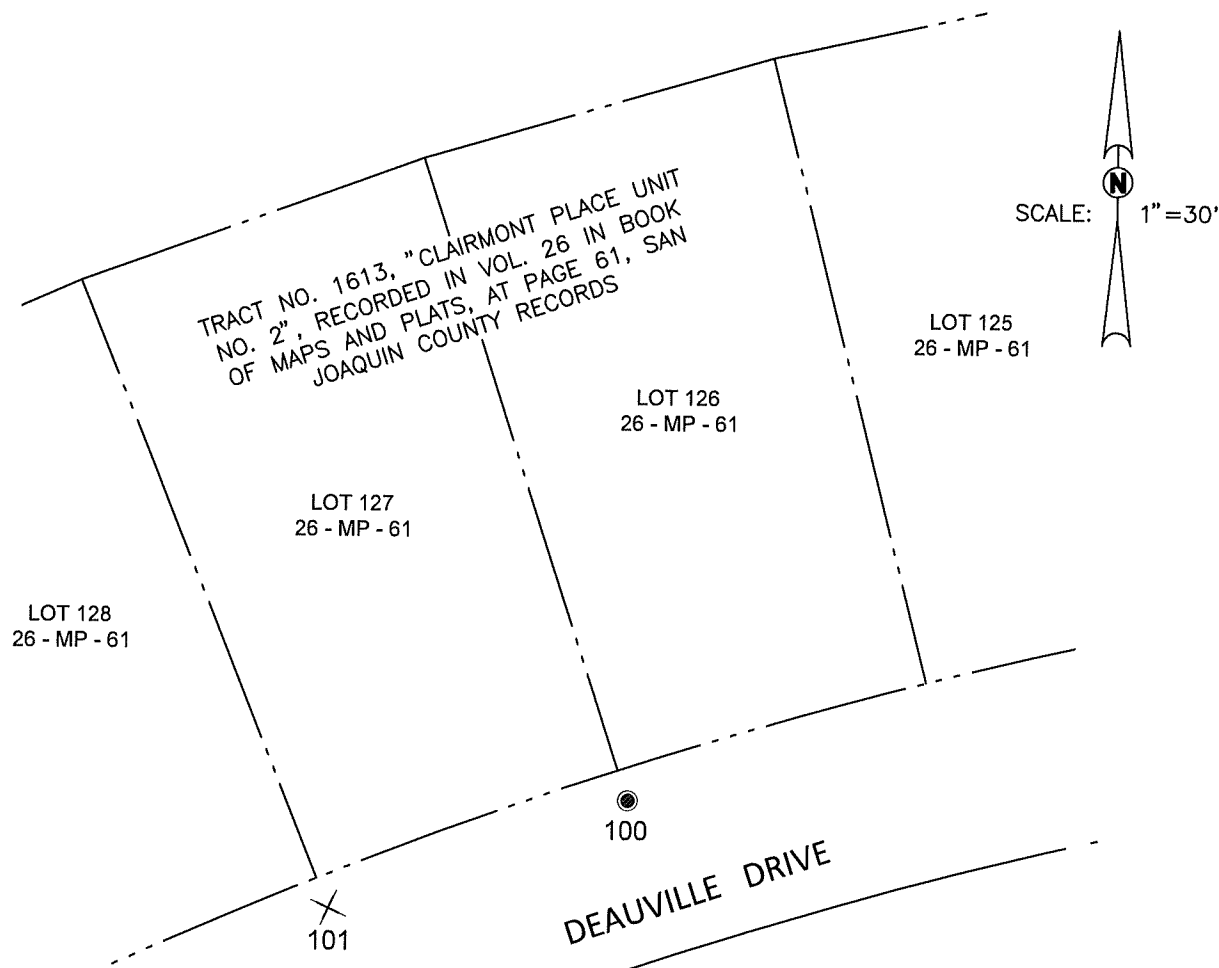 TRACT NO. 1613, "CLAIRMONT PLACE UNIT
NO. 2", RECORDED IN VOL. 26 IN BOOK
OF MAPS AND PLATS, AT PAGE 61, SAN
JOAQUIN COUNTY RECORDS
N
SCALE: 1"=30'
LOT 125
26 - MP - 61
LOT 126
26 - MP - 61
LOT 127
26 - MP - 61
LOT 128
26 - MP - 61
100
101
DEAUVILLE DRIVE